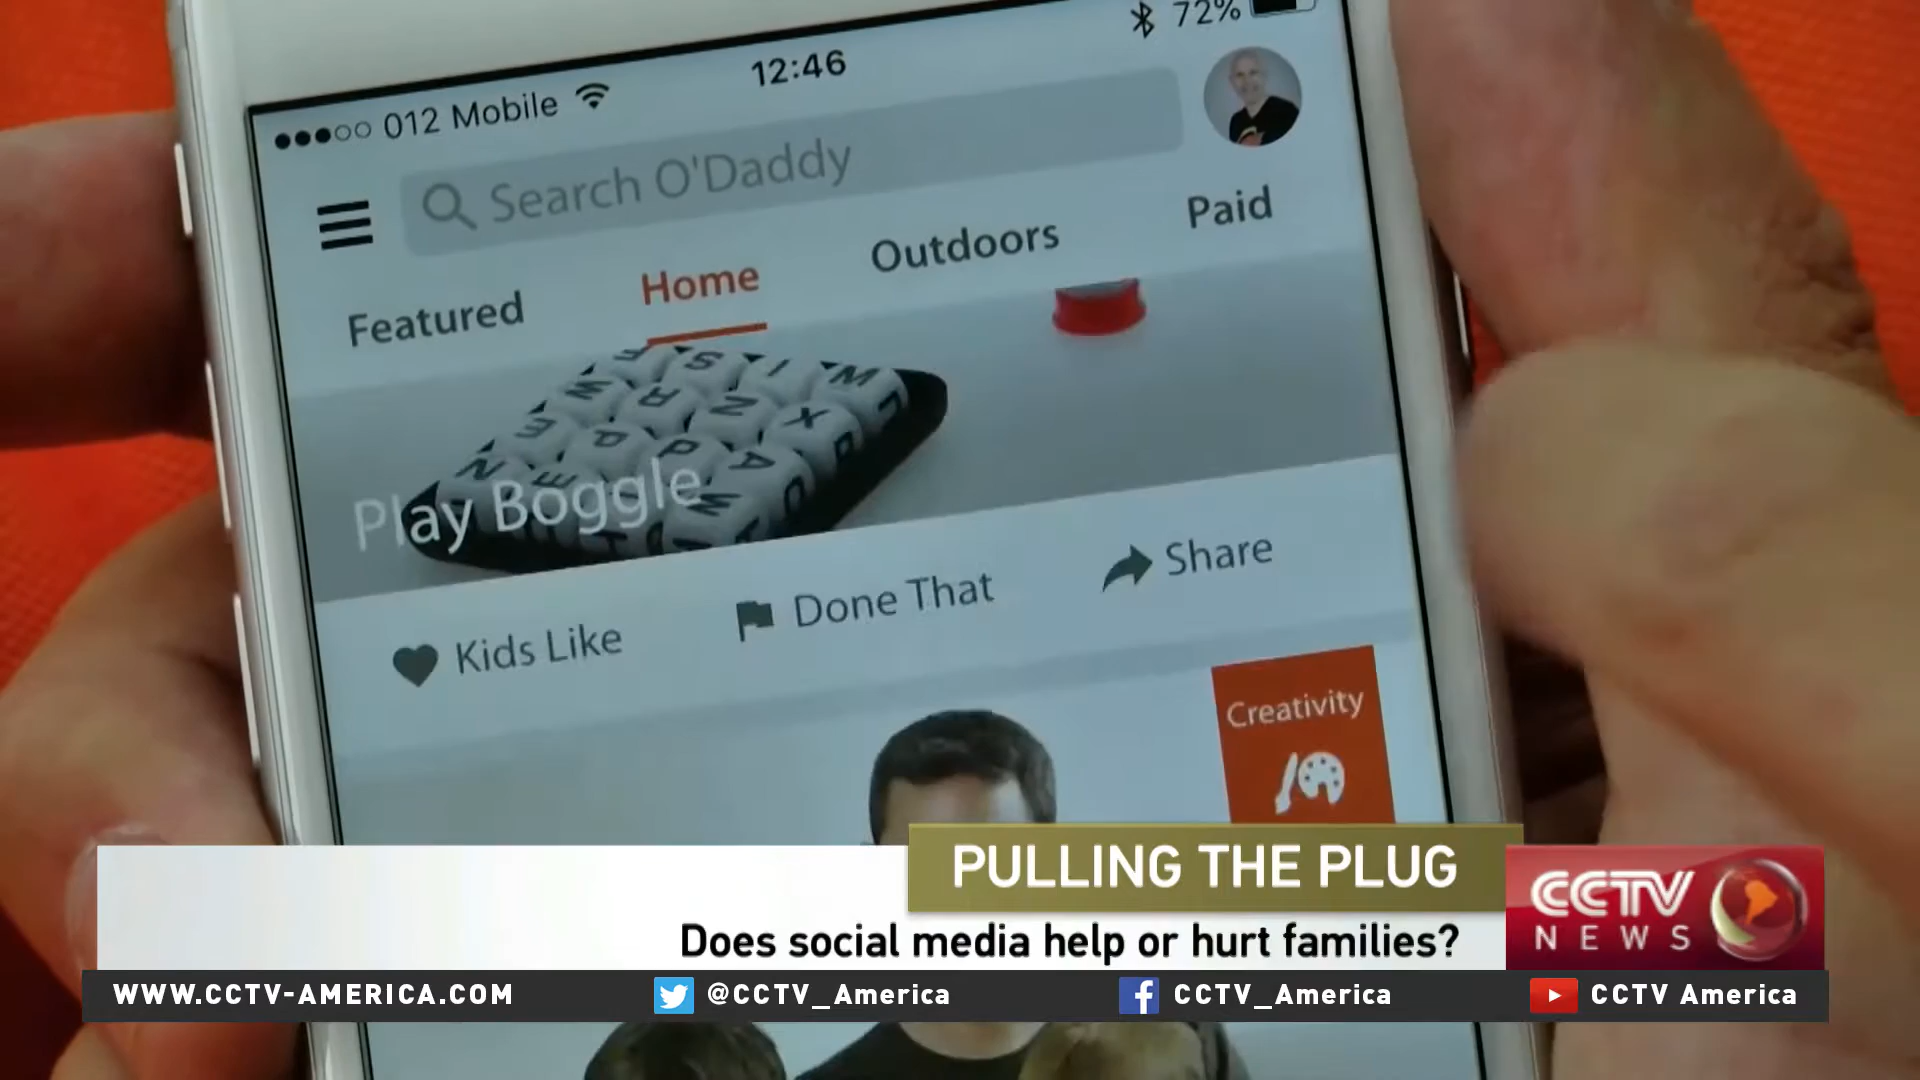 012 Mobile 12:46 72%
Search O'Daddy
Featured Home Outdoors Paid
Play Boggle
Kids Like Done That Share
Creativity
PULLING THE PLUG
Does social media help or hurt families?
CCTV
NEWS
WWW.CCTV-AMERICA.COM @CCTV_America CCTV_America CCTV America